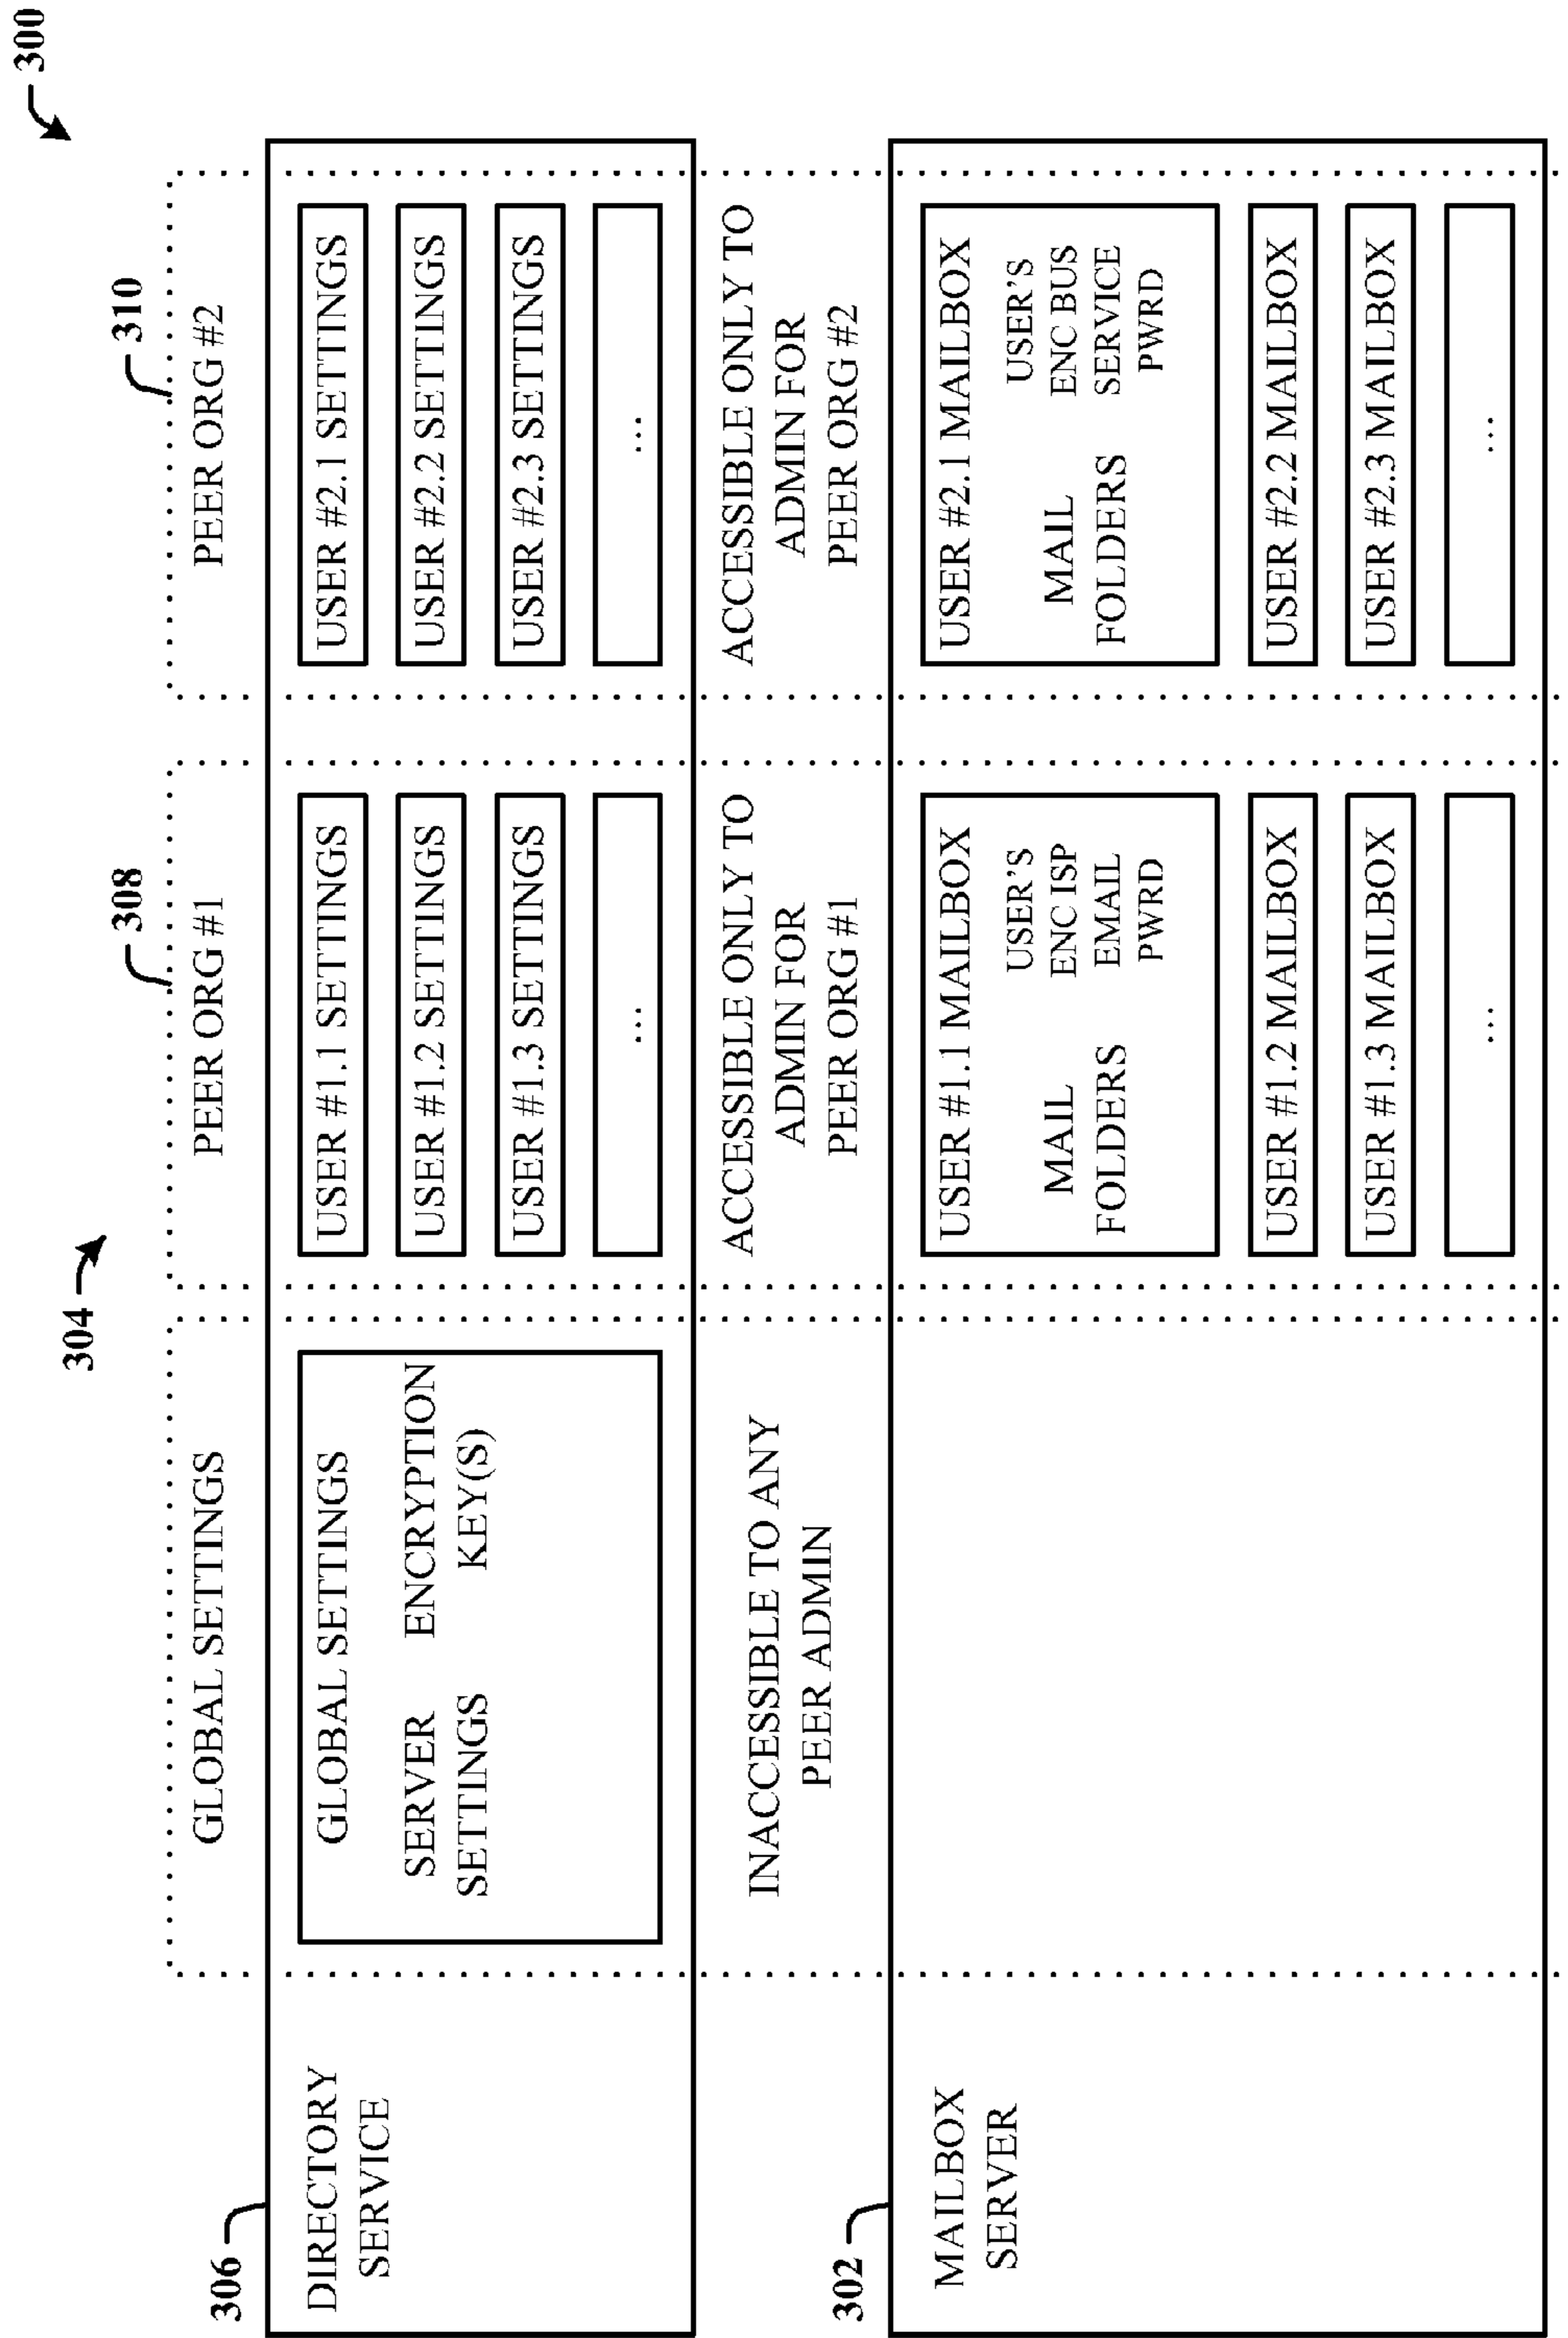 300
304
308
310
GLOBAL SETTINGS
PEER ORG #1
PEER ORG #2
306
DIRECTORY
SERVICE
GLOBAL SETTINGS
SERVER
SETTINGS
ENCRYPTION
KEY(S)
USER #1.1 SETTINGS
USER #1.2 SETTINGS
USER #1.3 SETTINGS
...
USER #2.1 SETTINGS
USER #2.2 SETTINGS
USER #2.3 SETTINGS
...
INACCESSIBLE TO ANY
PEER ADMIN
ACCESSIBLE ONLY TO
ADMIN FOR
PEER ORG #1
ACCESSIBLE ONLY TO
ADMIN FOR
PEER ORG #2
302
MAILBOX
SERVER
USER #1.1 MAILBOX
MAIL
FOLDERS
USER'S
ENC ISP
EMAIL
PWRD
USER #1.2 MAILBOX
USER #1.3 MAILBOX
...
USER #2.1 MAILBOX
MAIL
FOLDERS
USER'S
ENC BUS
SERVICE
PWRD
USER #2.2 MAILBOX
USER #2.3 MAILBOX
...